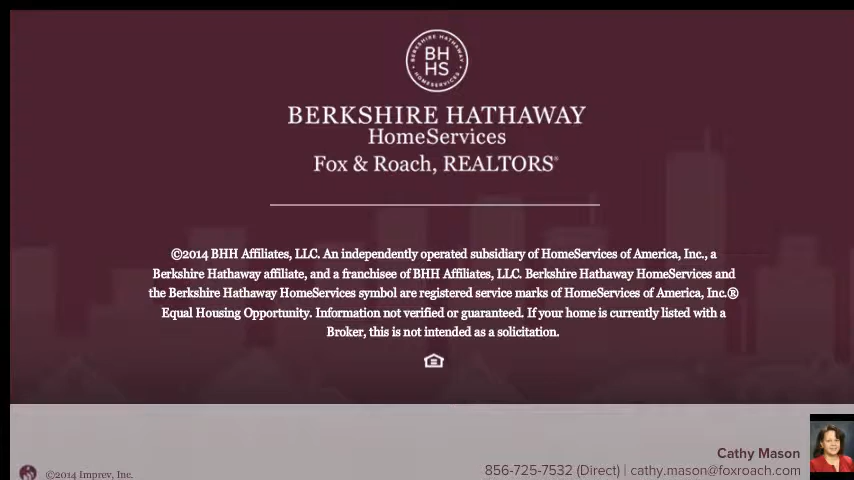 BERKSHIRE HATHAWAY
HOMESERVICES
BH
HS
BERKSHIRE HATHAWAY
HomeServices
Fox & Roach, REALTORS®
©2014 BHH Affiliates, LLC. An independently operated subsidiary of HomeServices of America, Inc., a
Berkshire Hathaway affiliate, and a franchisee of BHH Affiliates, LLC. Berkshire Hathaway HomeServices and
the Berkshire Hathaway HomeServices symbol are registered service marks of HomeServices of America, Inc.®
Equal Housing Opportunity. Information not verified or guaranteed. If your home is currently listed with a
Broker, this is not intended as a solicitation.
Cathy Mason
856-725-7532 (Direct) | cathy.mason@foxroach.com
©2014 Imprev, Inc.